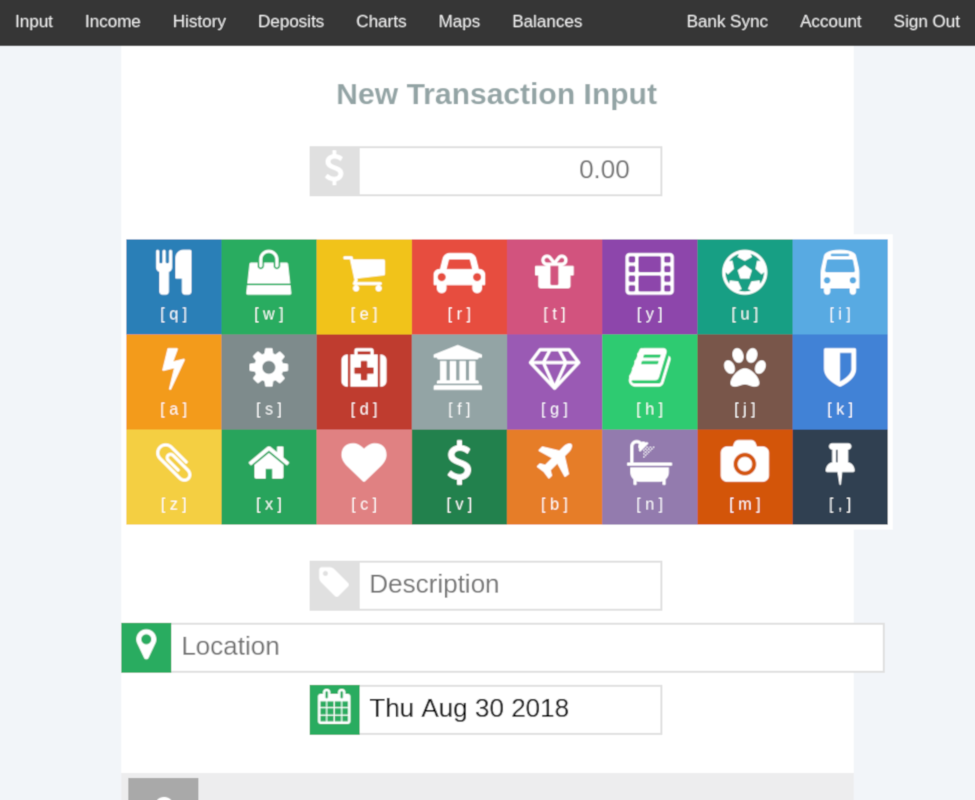 Input Income History Deposits Charts Maps Balances Bank Sync Account Sign Out
New Transaction Input
$ 0.00
[ q ] [ w ] [ e ] [ r ] [ t ] [ y ] [ u ] [ i ]
[ a ] [ s ] [ d ] [ f ] [ g ] [ h ] [ j ] [ k ]
$
[ z ] [ x ] [ c ] [ v ] [ b ] [ n ] [ m ] [ , ]
Description
Location
Thu Aug 30 2018